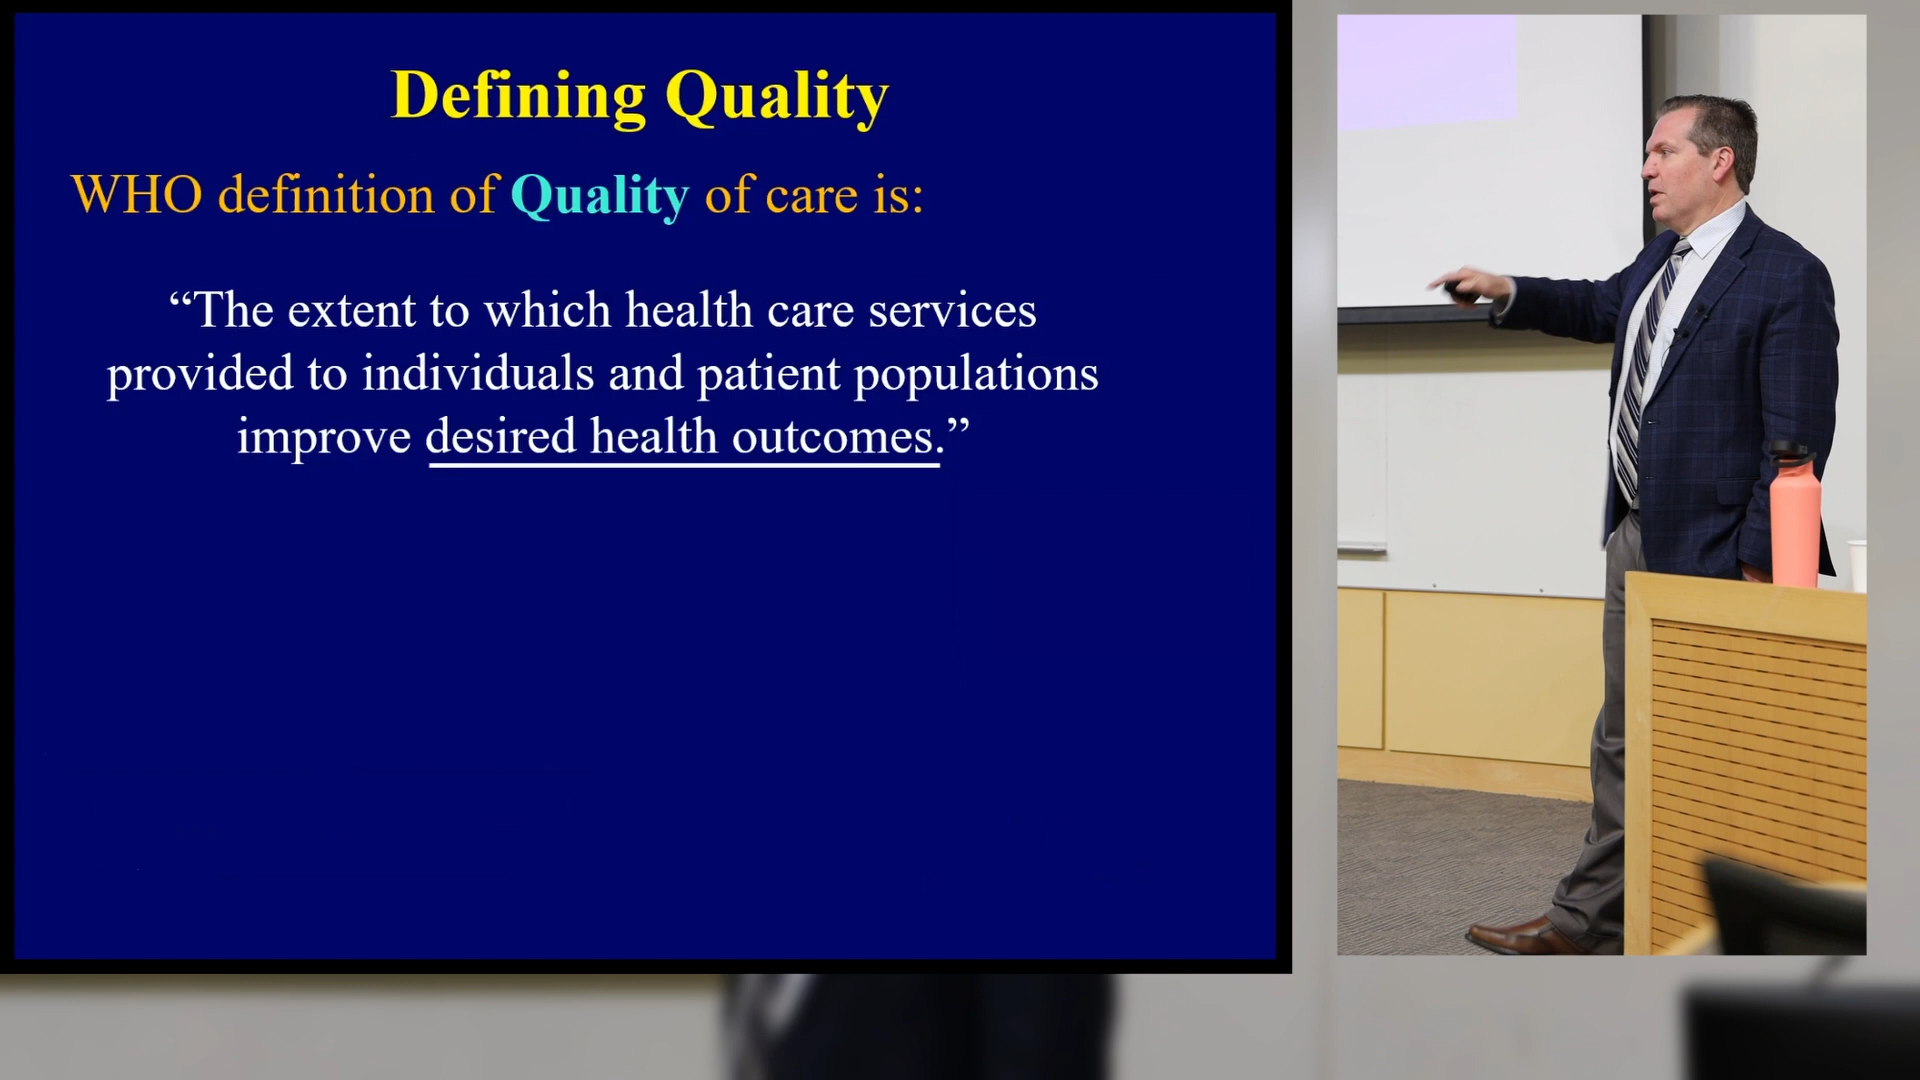 Defining Quality
WHO definition of Quality of care is:
“The extent to which health care services
provided to individuals and patient populations
improve desired health outcomes.”